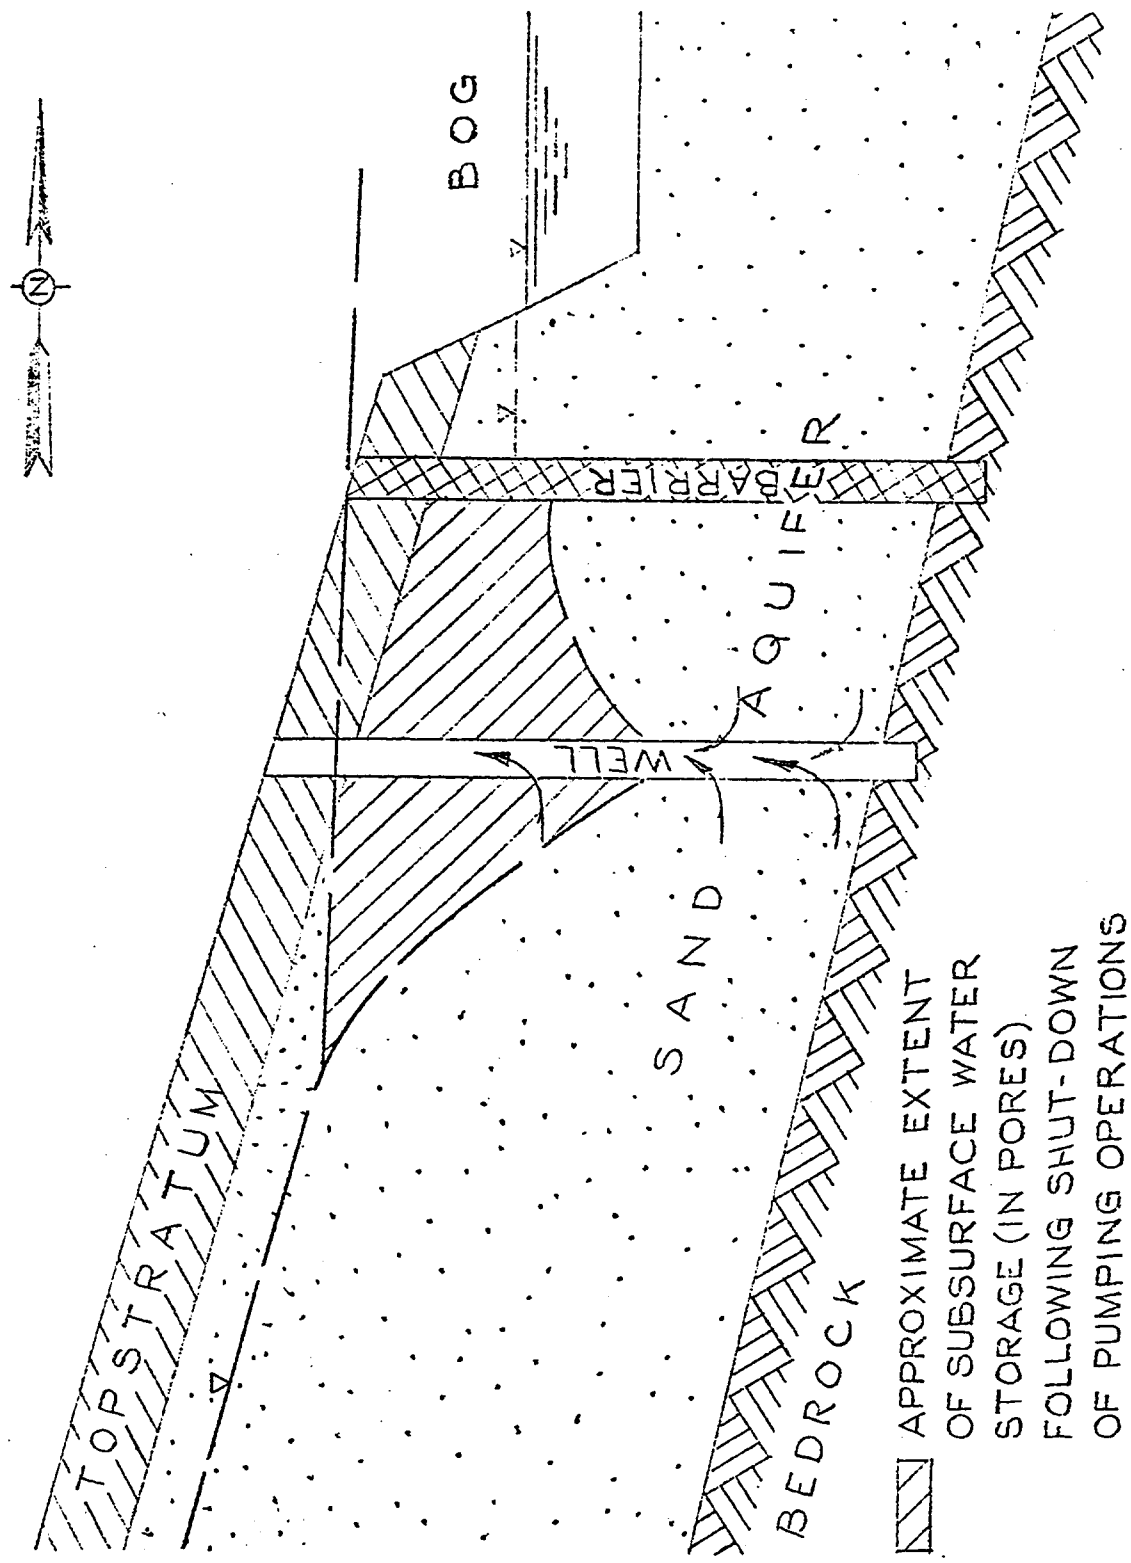 N
BOG
TOPSTRATUM
BARRIER
WELL
SAND AQUIFER
BEDROCK
APPROXIMATE EXTENT
OF SUBSURFACE WATER
STORAGE (IN PORES)
FOLLOWING SHUT-DOWN
OF PUMPING OPERATIONS